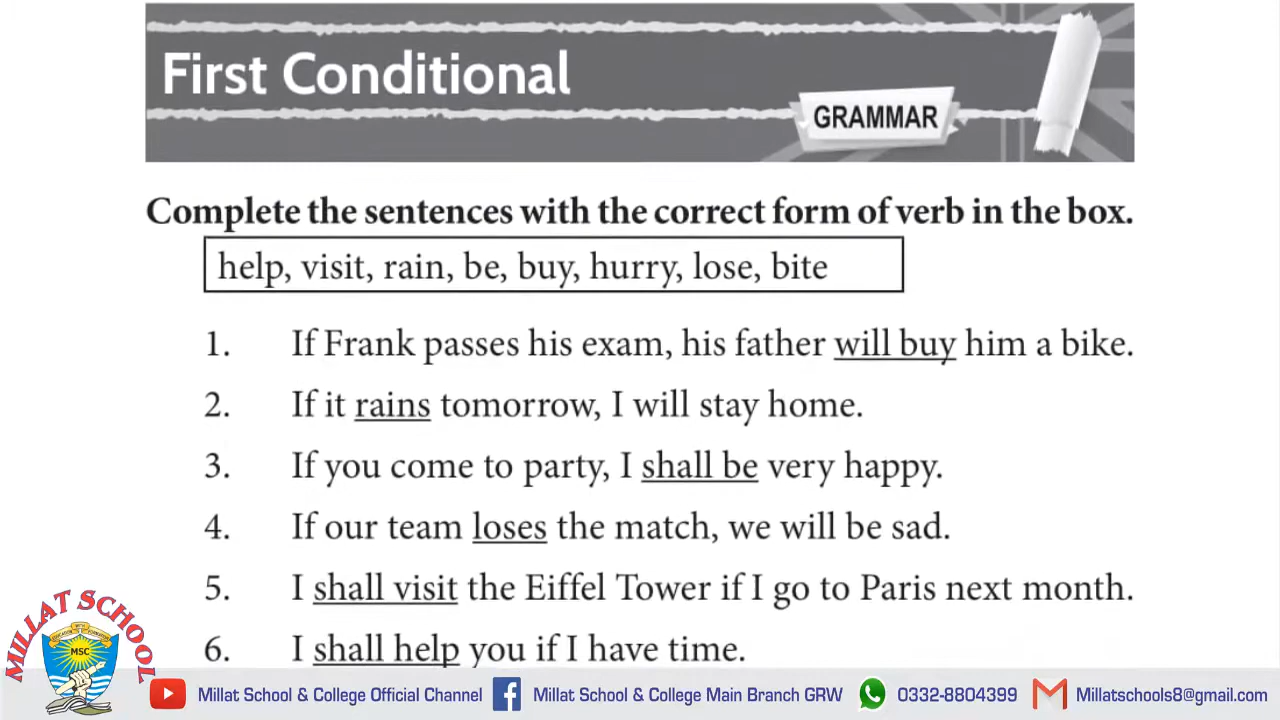 First Conditional
GRAMMAR
Complete the sentences with the correct form of verb in the box.
help, visit, rain, be, buy, hurry, lose, bite
1. If Frank passes his exam, his father will buy him a bike.
2. If it rains tomorrow, I will stay home.
3. If you come to party, I shall be very happy.
4. If our team loses the match, we will be sad.
5. I shall visit the Eiffel Tower if I go to Paris next month.
6. I shall help you if I have time.
MILLAT SCHOOL
MSC
Millat School & College Official Channel Millat School & College Main Branch GRW 0332-8804399 Millatschools8@gmail.com